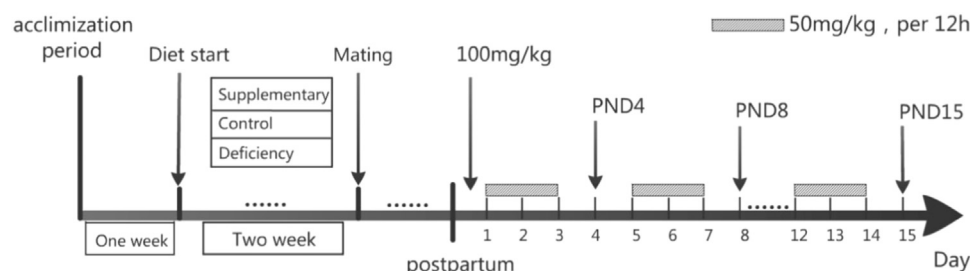 acclimization
period
Diet start
Mating
100mg/kg
50mg/kg , per 12h
Supplementary
Control
Deficiency
PND4
PND8
PND15
......
......
......
One week
Two week
1 2 3 4 5 6 7 8 12 13 14 15
postpartum
Day